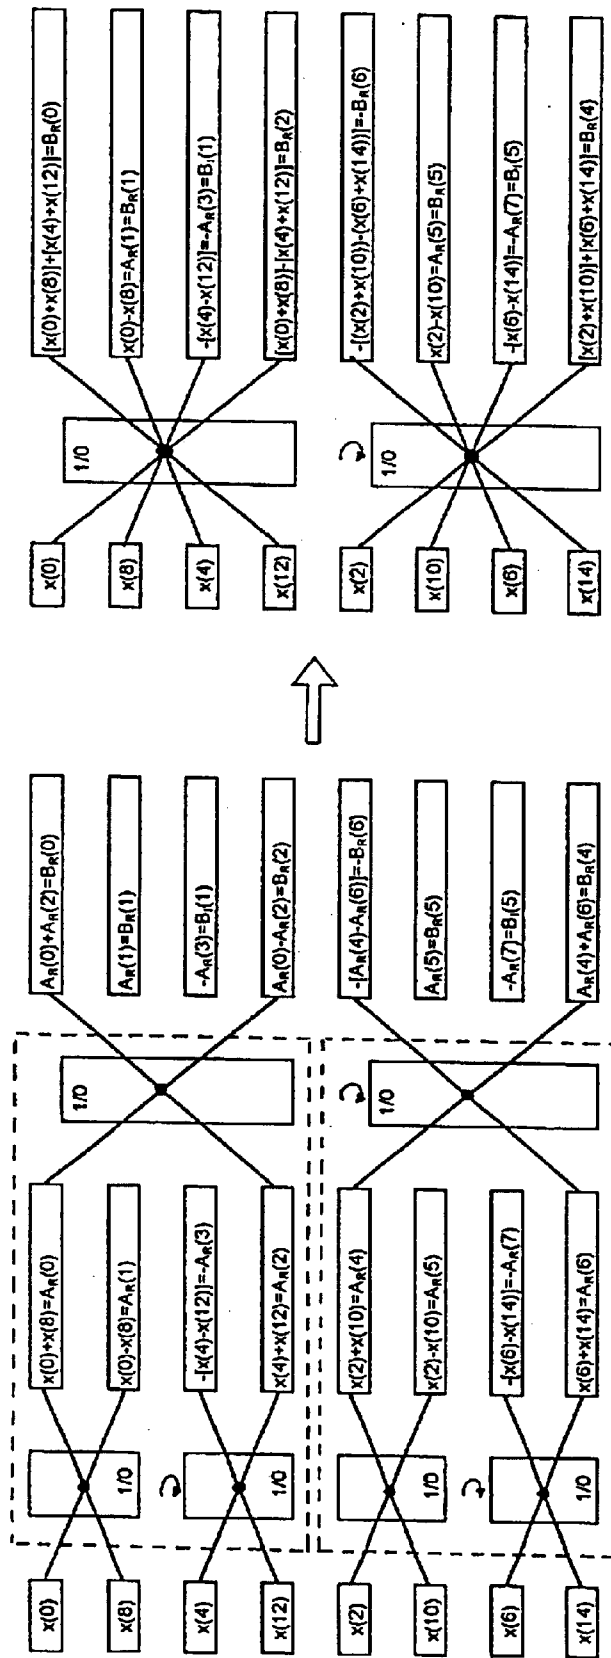 x(0)
x(8)
x(4)
x(12)
x(2)
x(10)
x(6)
x(14)
1/0
1/0
1/0
1/0
x(0)+x(8)=A_R(0)
x(0)-x(8)=A_R(1)
-[x(4)-x(12)]=-A_R(3)
x(4)+x(12)=A_R(2)
x(2)+x(10)=A_R(4)
x(2)-x(10)=A_R(5)
-[x(6)-x(14)]=-A_R(7)
x(6)+x(14)=A_R(6)
1/0
1/0
A_R(0)+A_R(2)=B_R(0)
A_R(1)=B_R(1)
-A_R(3)=B_I(1)
A_R(0)-A_R(2)=B_R(2)
-[A_R(4)-A_R(6)]=-B_R(6)
A_R(5)=B_R(5)
-A_R(7)=B_I(5)
A_R(4)+A_R(6)=B_R(4)
x(0)
x(8)
x(4)
x(12)
x(2)
x(10)
x(6)
x(14)
1/0
1/0
[x(0)+x(8)]+[x(4)+x(12)]=B_R(0)
x(0)-x(8)=A_R(1)=B_R(1)
-[x(4)-x(12)]=-A_R(3)=B_I(1)
[x(0)+x(8)]-[x(4)+x(12)]=B_R(2)
-[(x(2)+x(10))-(x(6)+x(14))]=-B_R(6)
x(2)-x(10)=A_R(5)=B_R(5)
-[x(6)-x(14)]=-A_R(7)=B_I(5)
[x(2)+x(10)]+[x(6)+x(14)]=B_R(4)